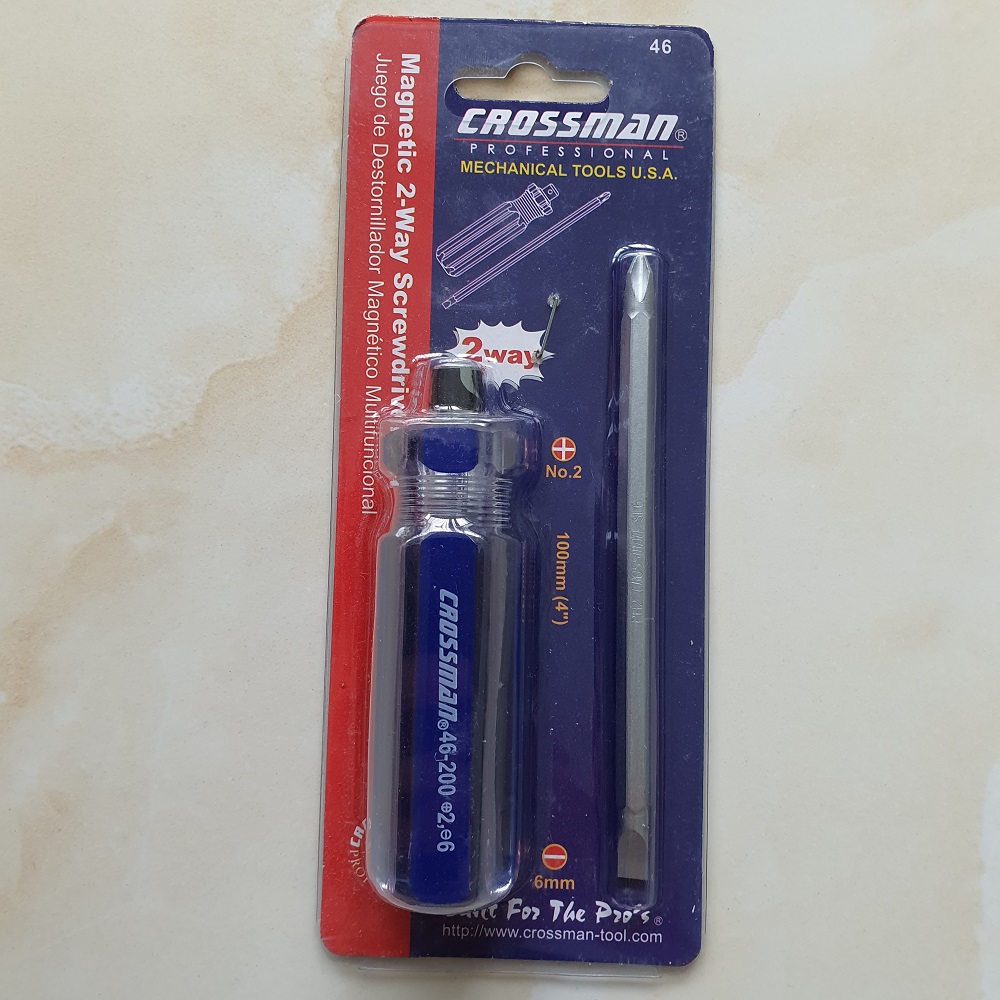 46
CROSSMAN®
PROFESSIONAL
MECHANICAL TOOLS U.S.A.
Magnetic 2-Way Screwdriv
Juego de Destornillador Magnético Multifuncional
2way
No.2
100mm (4")
CROSSMAN® 46-200 ⊕2,⊖6
6mm
For The Pro's®
http://www.crossman-tool.com